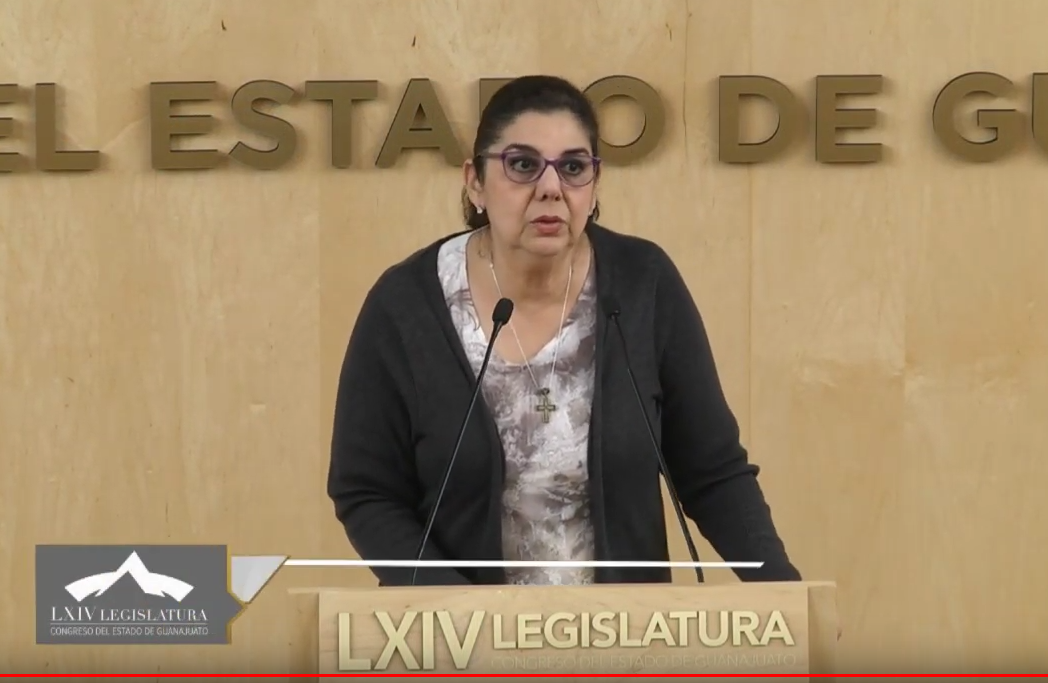 EL ESTADO DE GU
LXIV LEGISLATURA
CONGRESO DEL ESTADO DE GUANAJUATO
LXIV LEGISLATURA
CONGRESO DEL ESTADO DE GUANAJUATO